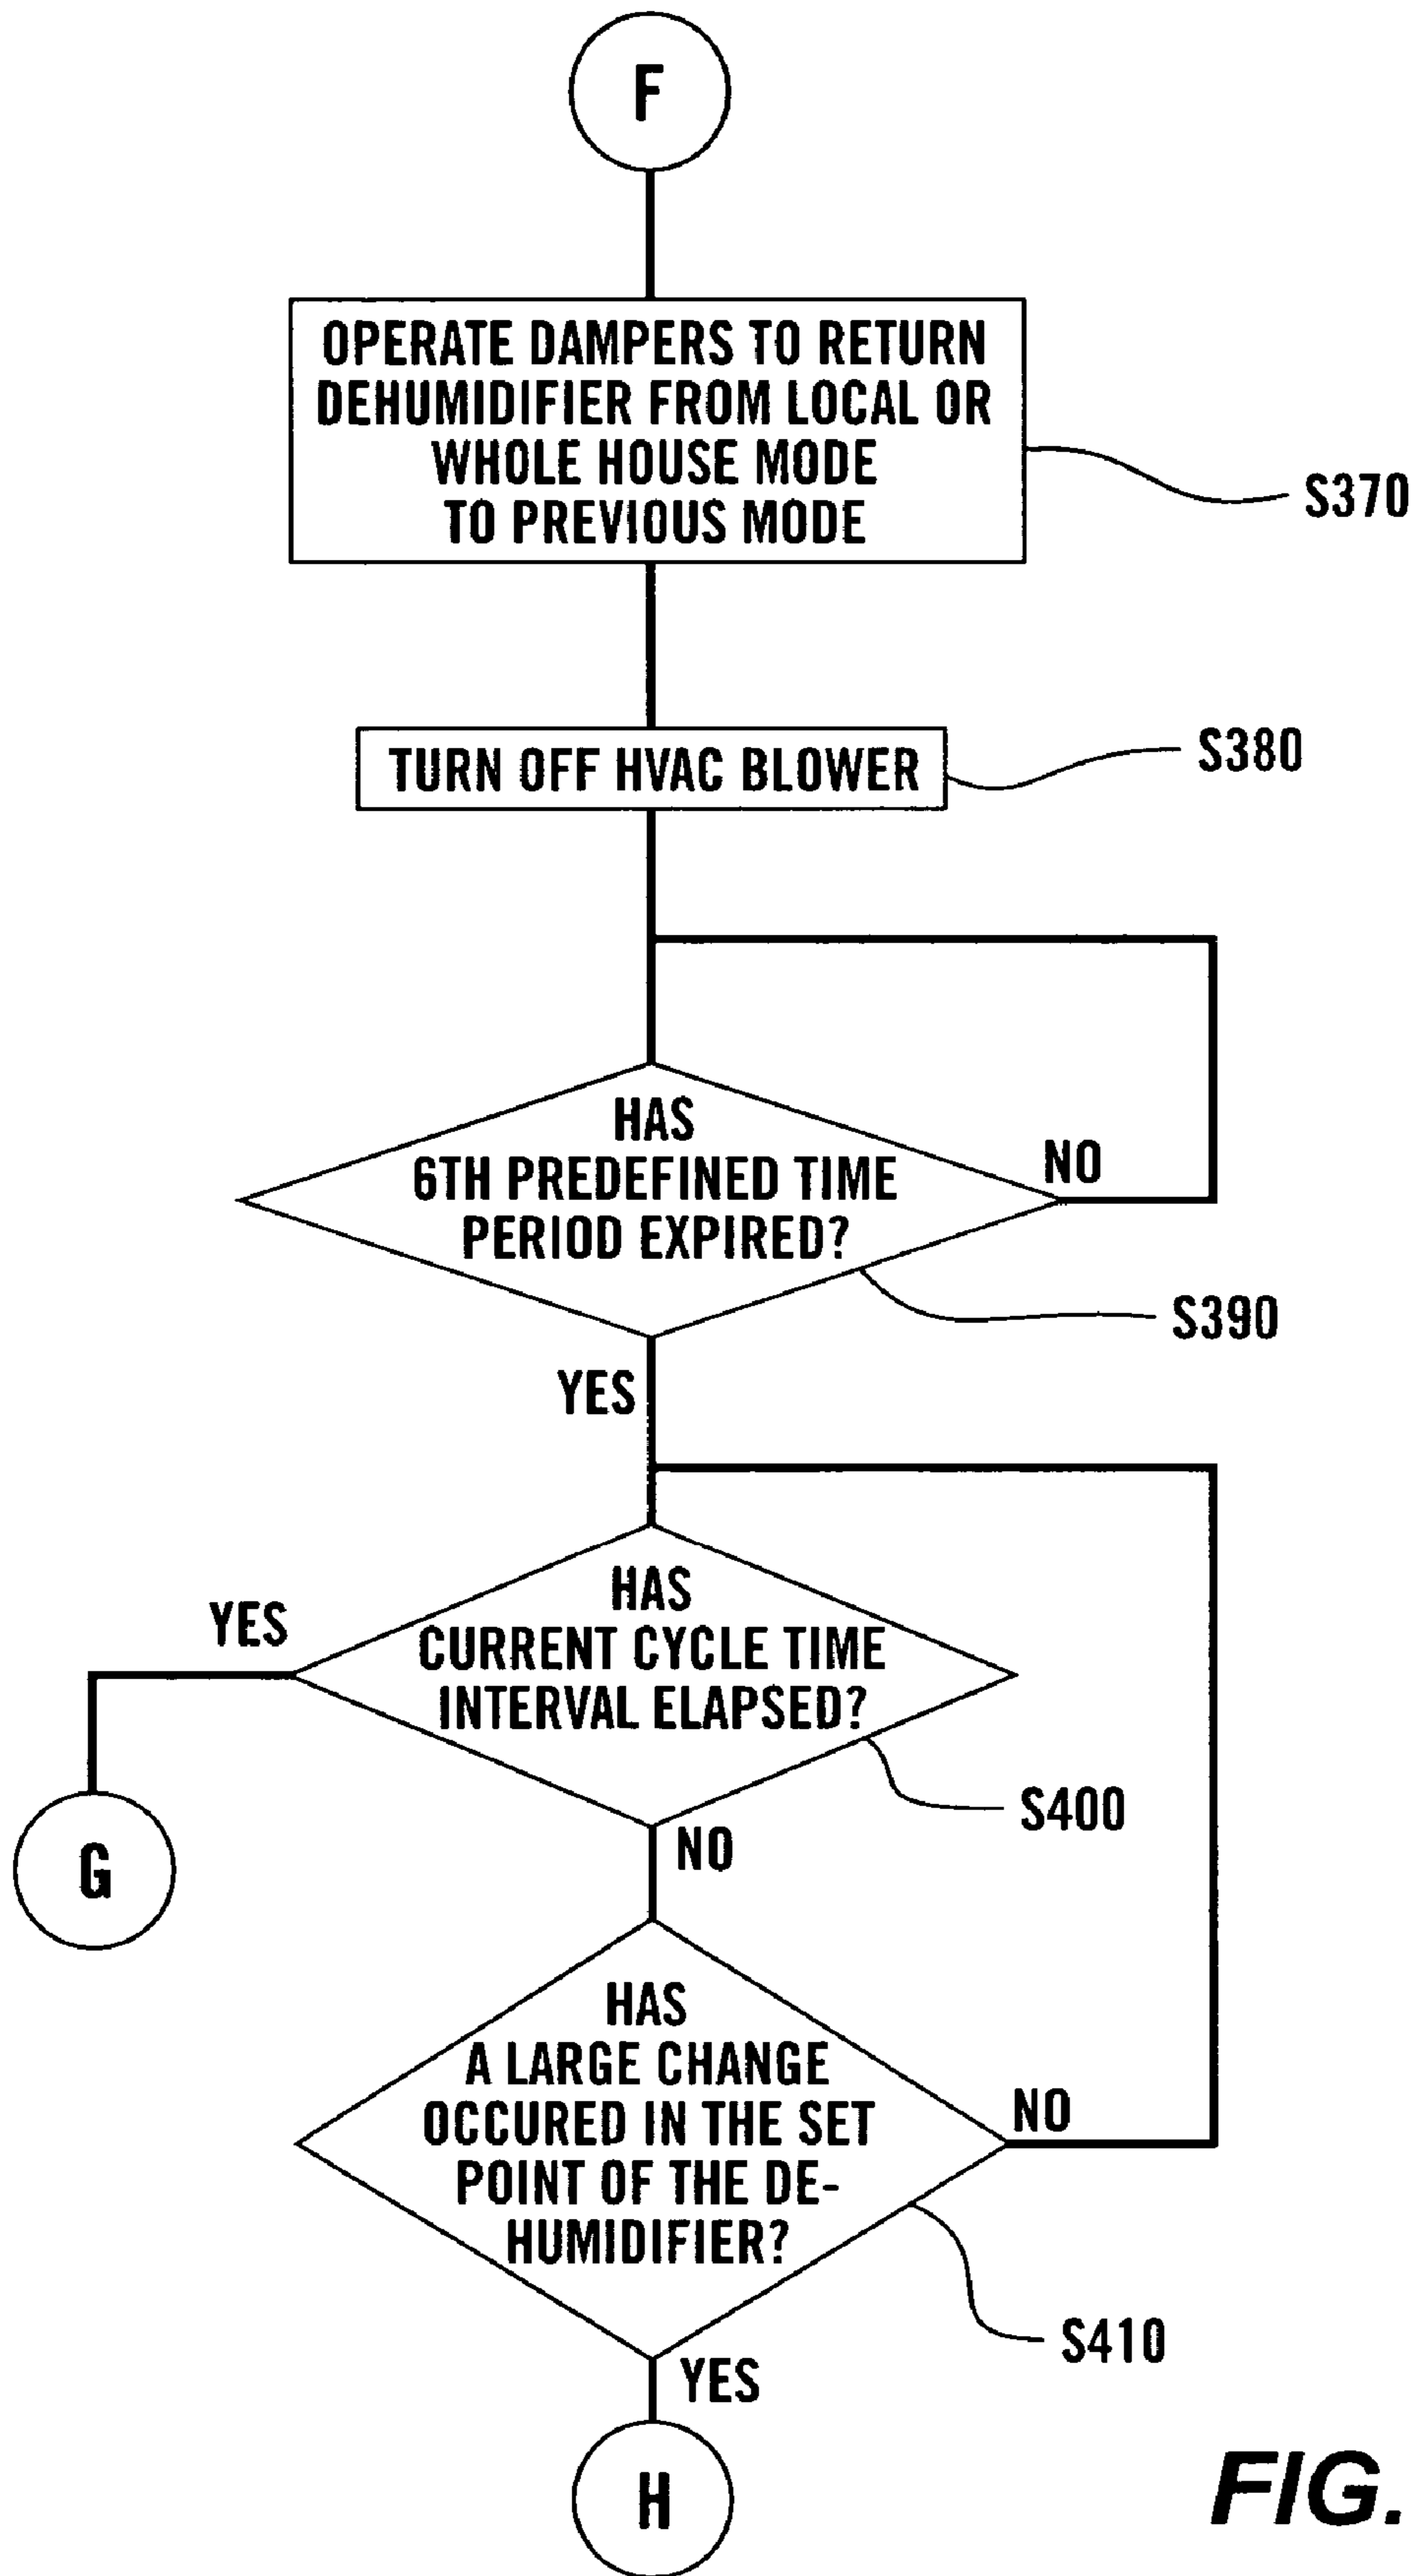 F
OPERATE DAMPERS TO RETURN
DEHUMIDIFIER FROM LOCAL OR
WHOLE HOUSE MODE
TO PREVIOUS MODE
S370
TURN OFF HVAC BLOWER
S380
HAS
6TH PREDEFINED TIME
PERIOD EXPIRED?
NO
S390
YES
HAS
CURRENT CYCLE TIME
INTERVAL ELAPSED?
YES
S400
G
NO
HAS
A LARGE CHANGE
OCCURED IN THE SET
POINT OF THE DE-
HUMIDIFIER?
NO
S410
YES
H
FIG.